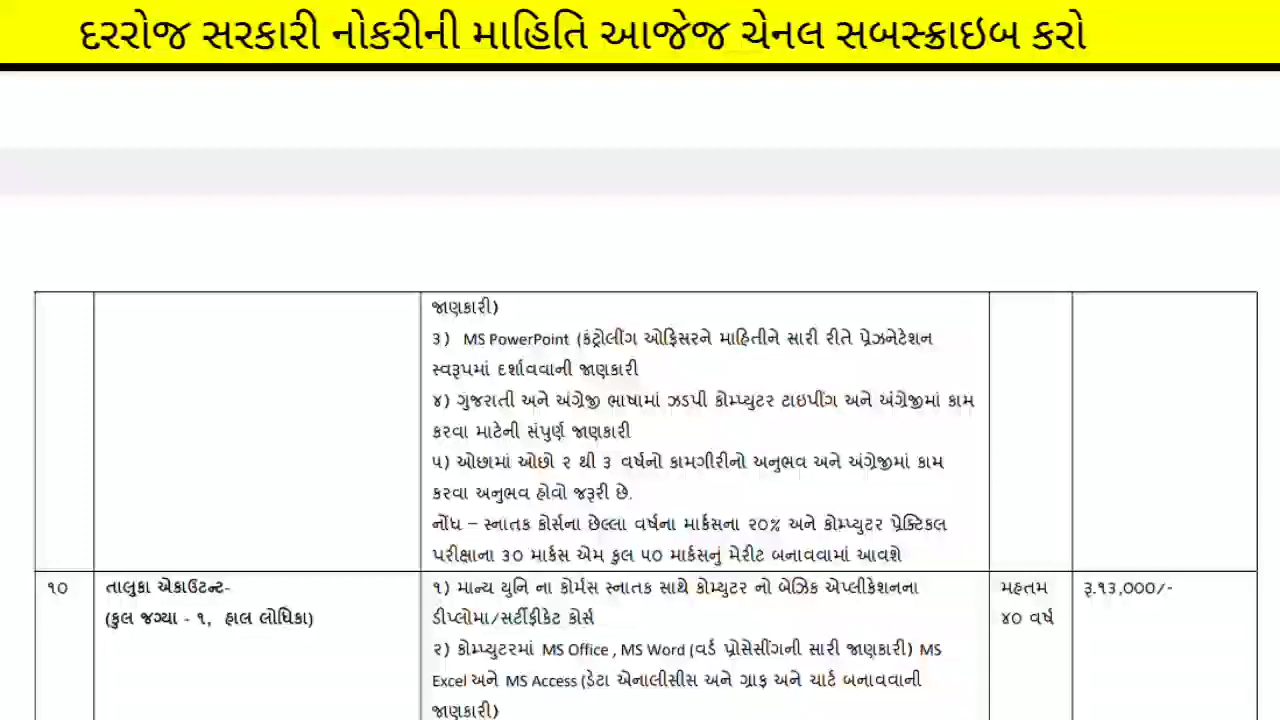 દરરોજ સરકારી નોકરીની માહિતિ આજેજ ચેનલ સબસ્ક્રાઇબ કરો
જાણકારી)
૩) MS PowerPoint (કંટ્રોલીંગ ઓફિસરને માહિતીને સારી રીતે પ્રેઝનેટેશન
સ્વરૂપમાં દર્શાવવાની જાણકારી
૪) ગુજરાતી અને અંગ્રેજી ભાષામાં ઝડપી કોમ્પ્યુટર ટાઇપીંગ અને અંગ્રેજીમાં કામ
કરવા માટેની સંપુર્ણ જાણકારી
૫) ઓછામાં ઓછો ૨ થી ૩ વર્ષનો કામગીરીનો અનુભવ અને અંગ્રેજીમાં કામ
કરવા અનુભવ હોવો જરૂરી છે.
નોંધ – સ્નાતક કોર્સના છેલ્લા વર્ષના માર્કસના ૨૦% અને કોમ્પ્યુટર પ્રેક્ટિકલ
પરીક્ષાના ૩૦ માર્કસ એમ કુલ ૫૦ માર્કસનું મેરીટ બનાવવામાં આવશે
૧૦ તાલુકા એકાઉટન્ટ- ૧) માન્ય યુનિ ના કોર્મસ સ્નાતક સાથે કોમ્યુટર નો બેઝિક એપ્લીકેશનના મહતમ રૂ.૧૩,૦૦૦/-
(કુલ જગ્યા - ૧, હાલ લોધિકા) ડીપ્લોમા/સર્ટીફીકેટ કોર્સ ૪૦ વર્ષ
૨) કોમ્પ્યુટરમાં MS Office , MS Word (વર્ડ પ્રોસેસીંગની સારી જાણકારી) MS
Excel અને MS Access (ડેટા એનાલીસીસ અને ગ્રાફ અને ચાર્ટ બનાવવાની
જાણકારી)